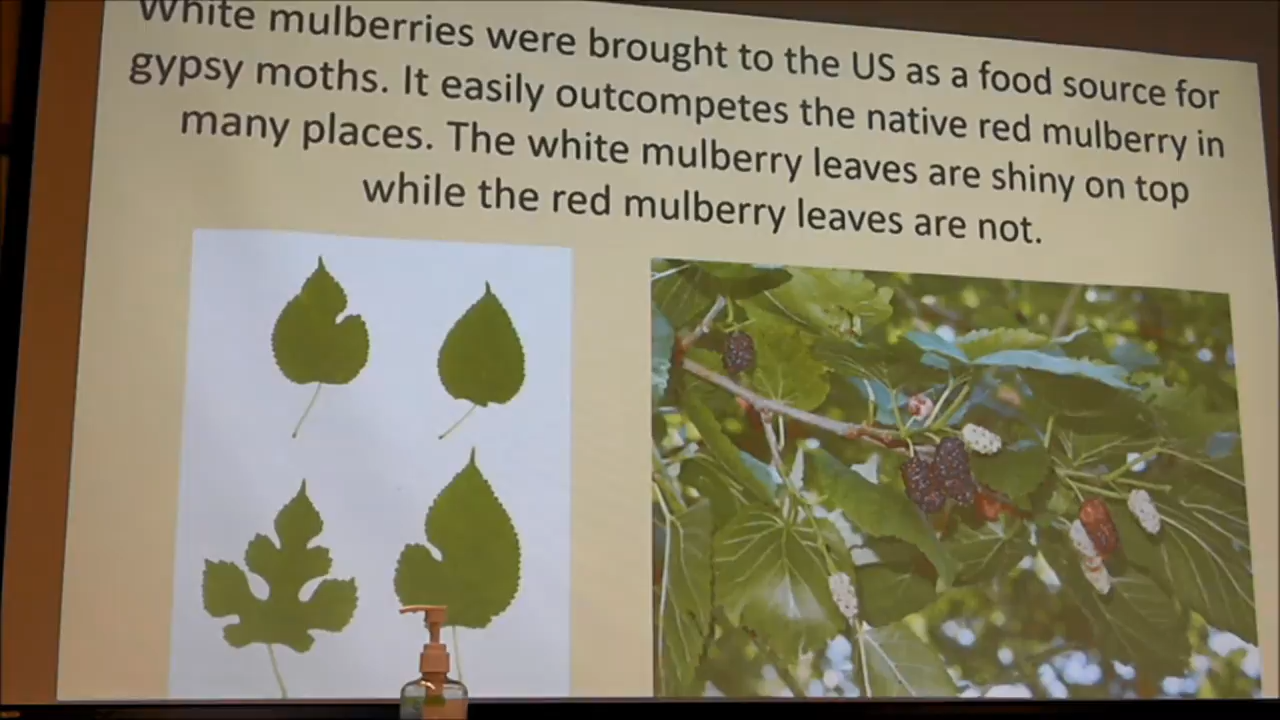 White mulberries were brought to the US as a food source for
gypsy moths. It easily outcompetes the native red mulberry in
many places. The white mulberry leaves are shiny on top
while the red mulberry leaves are not.